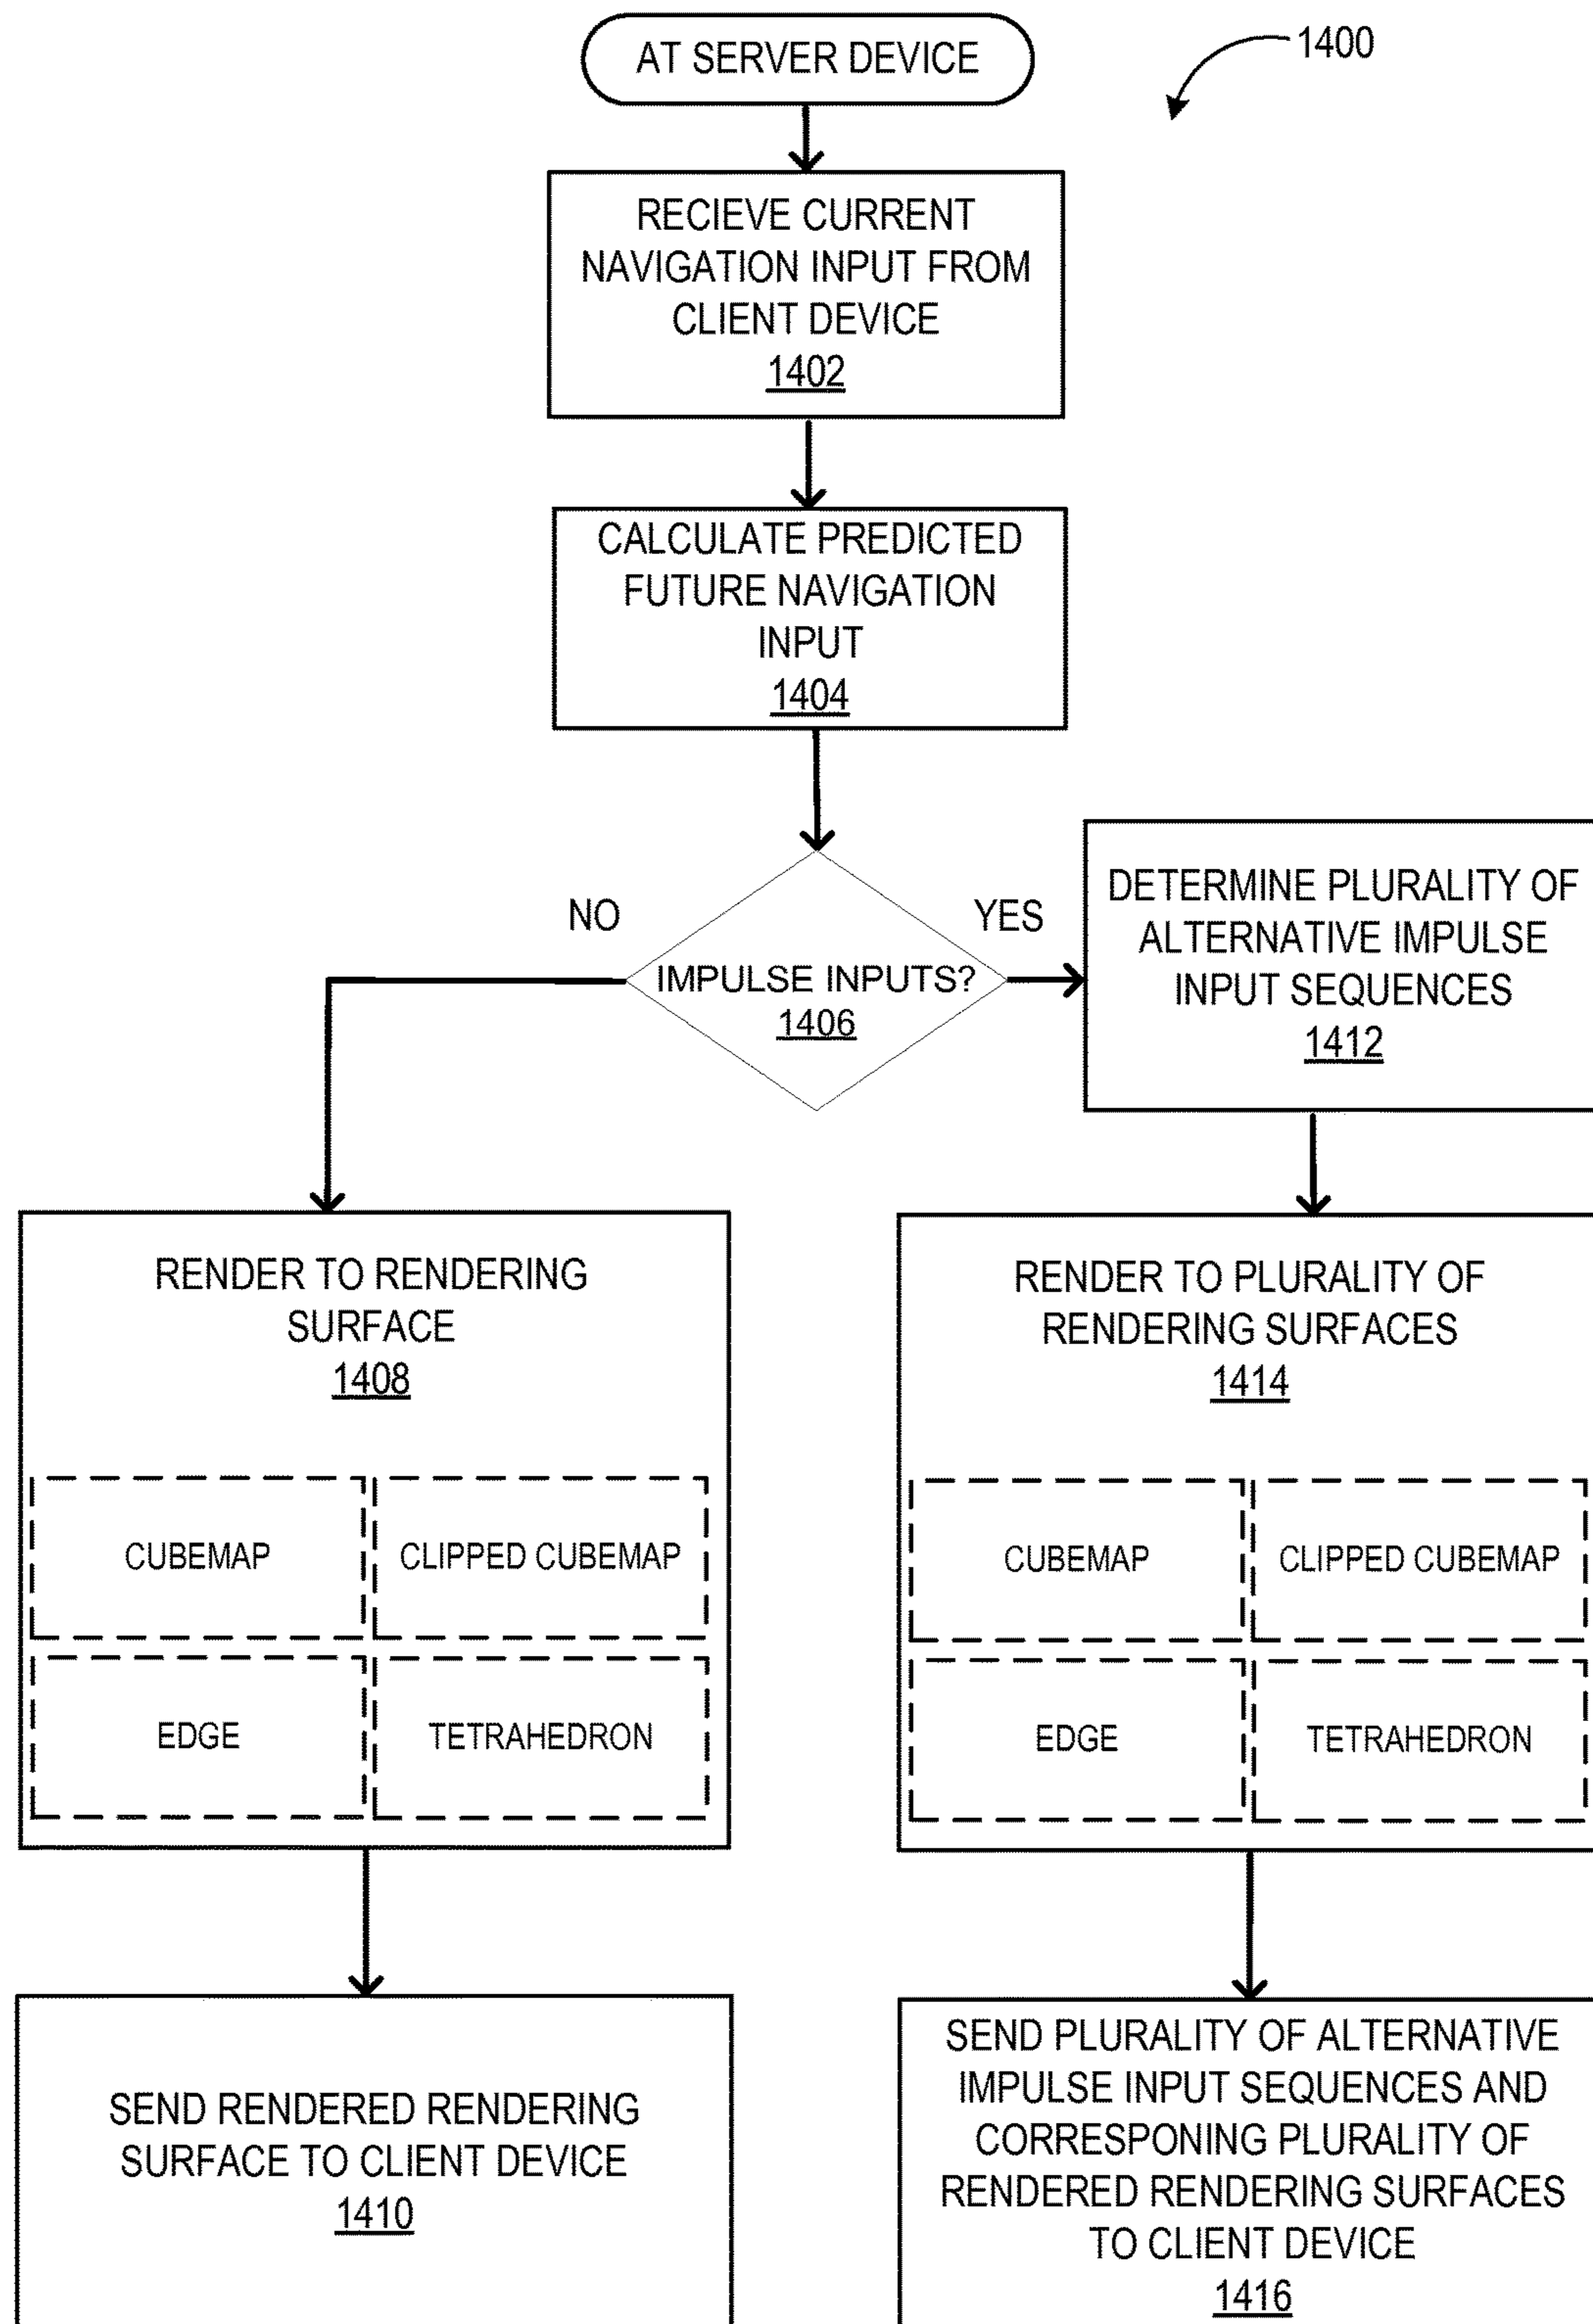 AT SERVER DEVICE
1400
RECIEVE CURRENT
NAVIGATION INPUT FROM
CLIENT DEVICE
1402
CALCULATE PREDICTED
FUTURE NAVIGATION
INPUT
1404
NO
YES
IMPULSE INPUTS?
1406
DETERMINE PLURALITY OF
ALTERNATIVE IMPULSE
INPUT SEQUENCES
1412
RENDER TO RENDERING
SURFACE
1408
CUBEMAP
CLIPPED CUBEMAP
EDGE
TETRAHEDRON
RENDER TO PLURALITY OF
RENDERING SURFACES
1414
CUBEMAP
CLIPPED CUBEMAP
EDGE
TETRAHEDRON
SEND RENDERED RENDERING
SURFACE TO CLIENT DEVICE
1410
SEND PLURALITY OF ALTERNATIVE
IMPULSE INPUT SEQUENCES AND
CORRESPONING PLURALITY OF
RENDERED RENDERING SURFACES
TO CLIENT DEVICE
1416